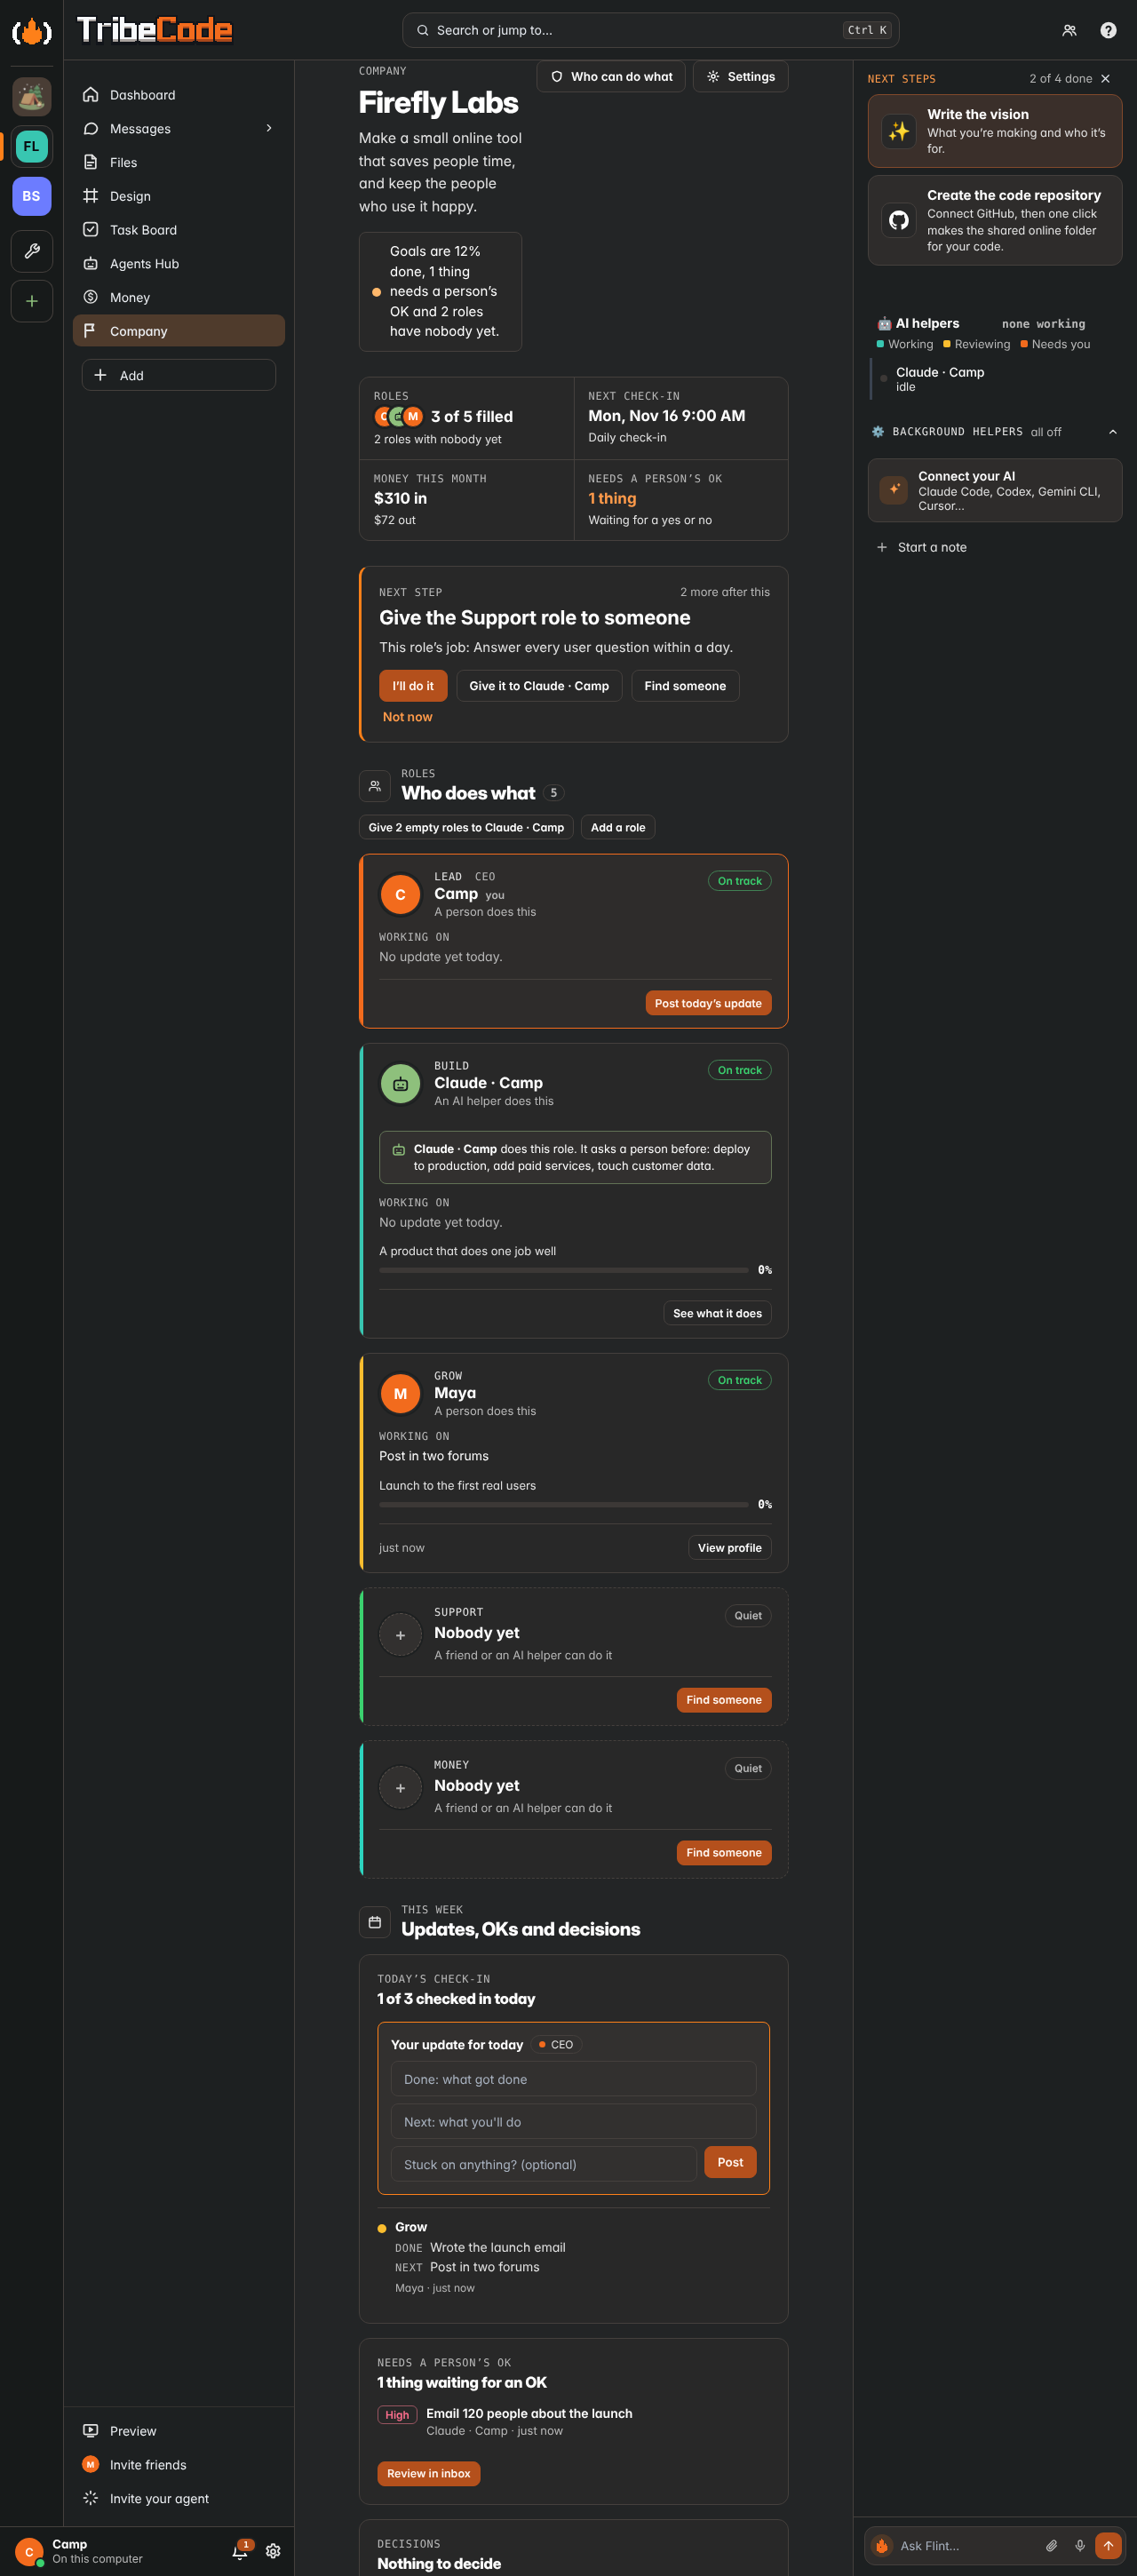 TribeCode
Search or jump to...
Ctrl K
FL
BS
Dashboard
Messages
Files
Design
Task Board
Agents Hub
Money
Company
Add
COMPANY
Firefly Labs
Who can do what
Settings
Make a small online tool
that saves people time,
and keep the people
who use it happy.
Goals are 12%
done, 1 thing
needs a person's
OK and 2 roles
have nobody yet.
ROLES
M
3 of 5 filled
2 roles with nobody yet
NEXT CHECK-IN
Mon, Nov 16 9:00 AM
Daily check-in
MONEY THIS MONTH
$310 in
$72 out
NEEDS A PERSON'S OK
1 thing
Waiting for a yes or no
NEXT STEP
2 more after this
Give the Support role to someone
This role's job: Answer every user question within a day.
I'll do it
Give it to Claude · Camp
Find someone
Not now
ROLES
Who does what 5
Give 2 empty roles to Claude · Camp
Add a role
C
LEAD CEO
Camp you
A person does this
On track
WORKING ON
No update yet today.
Post today's update
BUILD
Claude · Camp
An AI helper does this
On track
Claude · Camp does this role. It asks a person before: deploy
to production, add paid services, touch customer data.
WORKING ON
No update yet today.
A product that does one job well
0%
See what it does
M
GROW
Maya
A person does this
On track
WORKING ON
Post in two forums
Launch to the first real users
0%
just now
View profile
SUPPORT
Nobody yet
A friend or an AI helper can do it
Quiet
Find someone
MONEY
Nobody yet
A friend or an AI helper can do it
Quiet
Find someone
THIS WEEK
Updates, OKs and decisions
TODAY'S CHECK-IN
1 of 3 checked in today
Your update for today CEO
Done: what got done
Next: what you'll do
Stuck on anything? (optional)
Post
Grow
DONE Wrote the launch email
NEXT Post in two forums
Maya · just now
NEEDS A PERSON'S OK
1 thing waiting for an OK
High
Email 120 people about the launch
Claude · Camp · just now
Review in inbox
DECISIONS
Nothing to decide
NEXT STEPS
2 of 4 done
Write the vision
What you're making and who it's
for.
Create the code repository
Connect GitHub, then one click
makes the shared online folder
for your code.
AI helpers
none working
Working
Reviewing
Needs you
Claude · Camp
idle
BACKGROUND HELPERS all off
Connect your AI
Claude Code, Codex, Gemini CLI,
Cursor...
Start a note
Preview
M
Invite friends
Invite your agent
C
Camp
On this computer
1
Ask Flint...